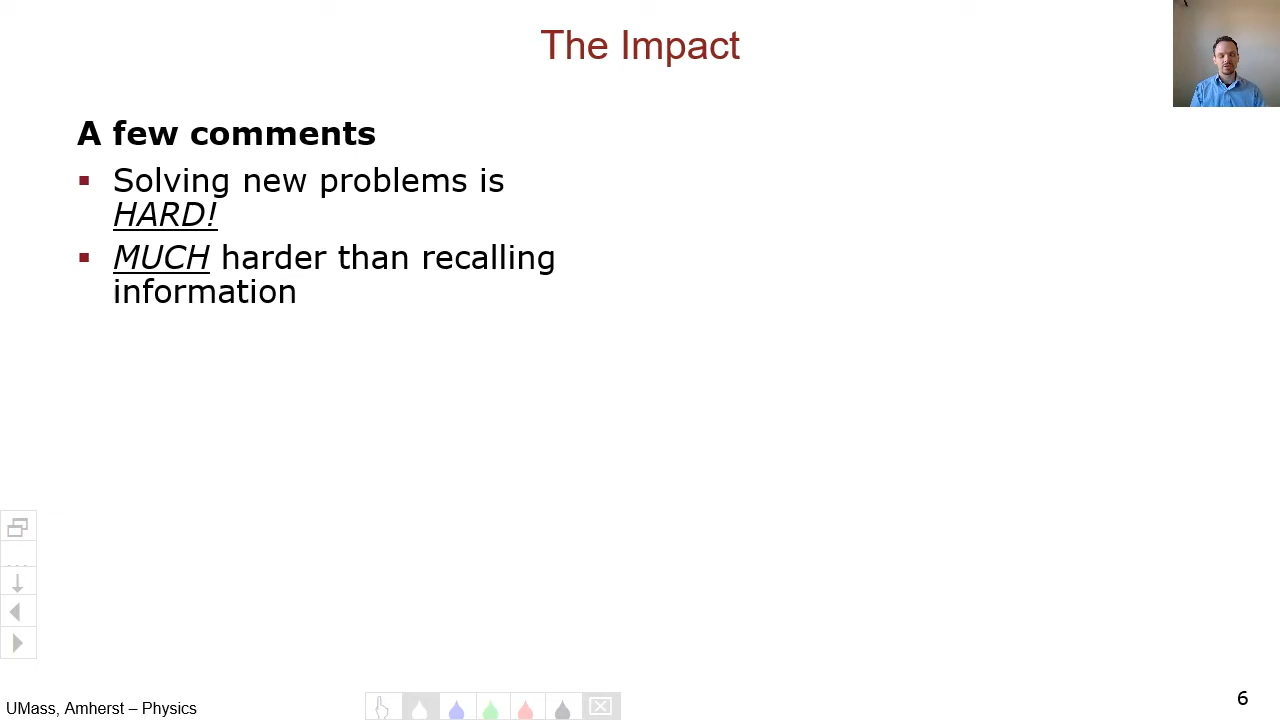 The Impact
A few comments
Solving new problems is
HARD!
MUCH harder than recalling
information
UMass, Amherst – Physics
6